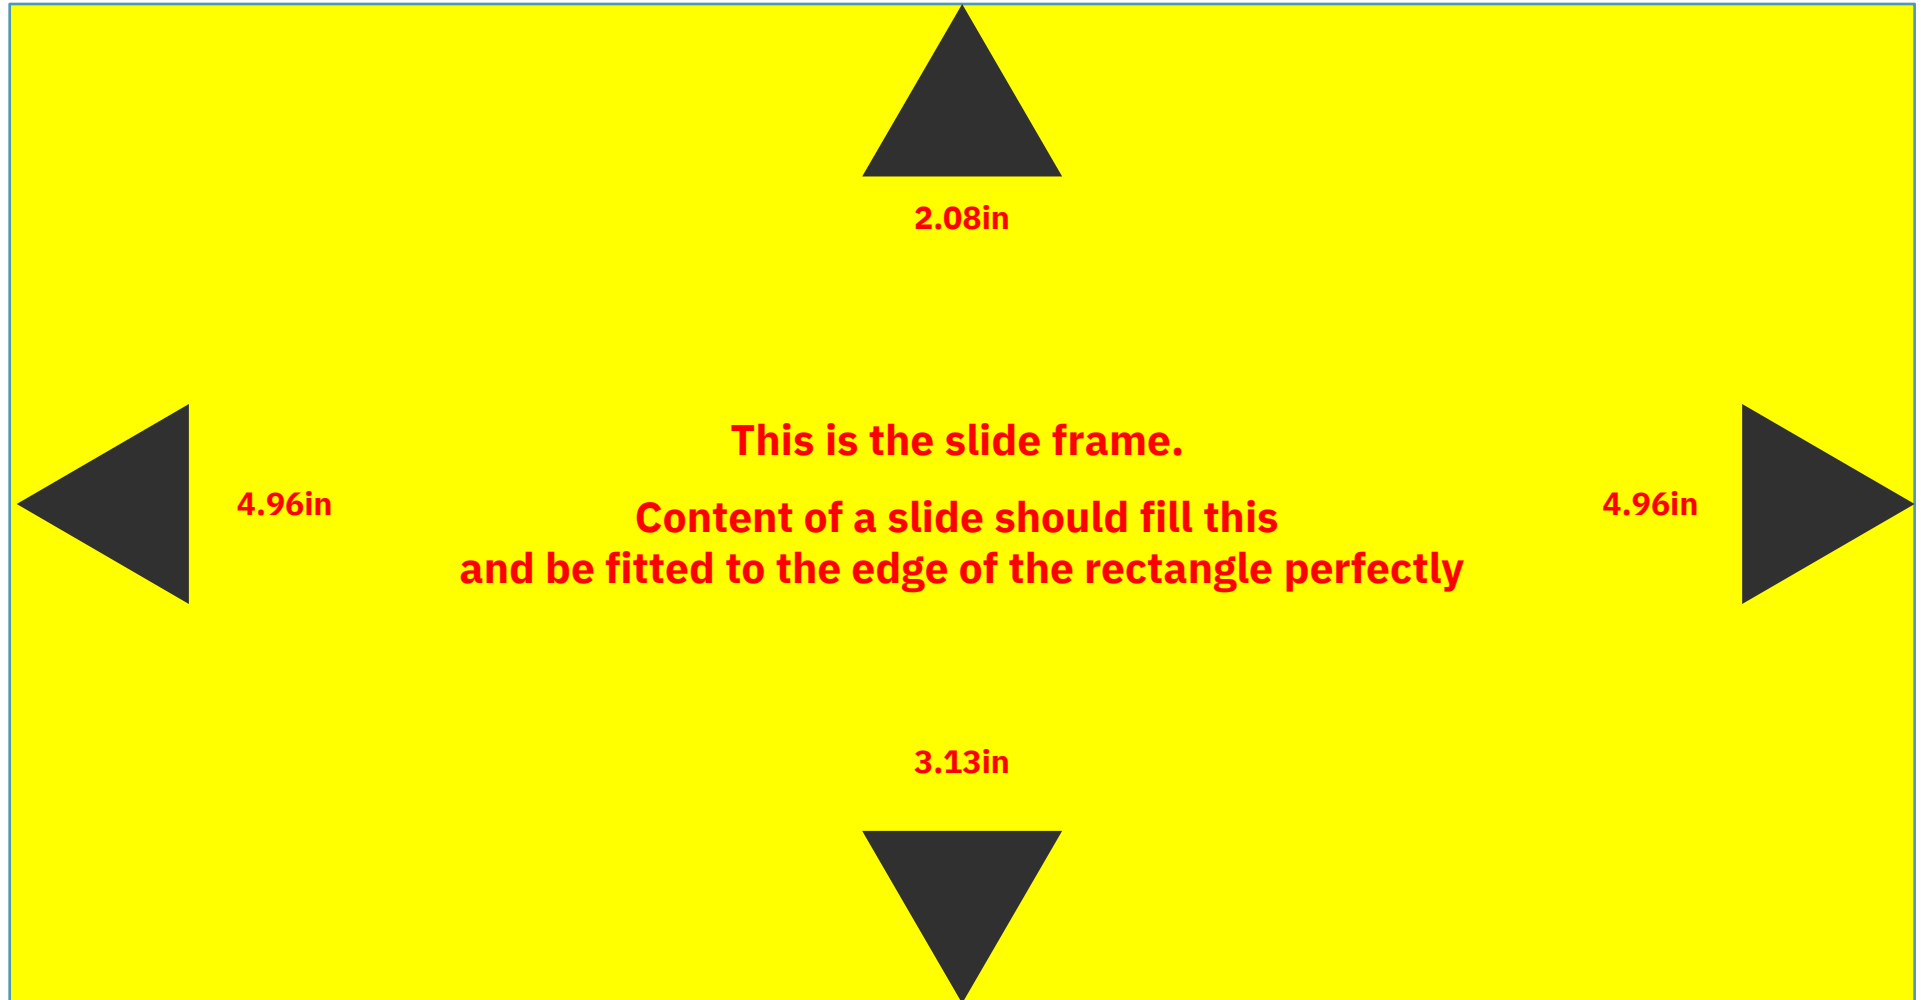 2.08in
This is the slide frame.
4.96in
4.96in
Content of a slide should fill this
and be fitted to the edge of the rectangle perfectly
3.13in